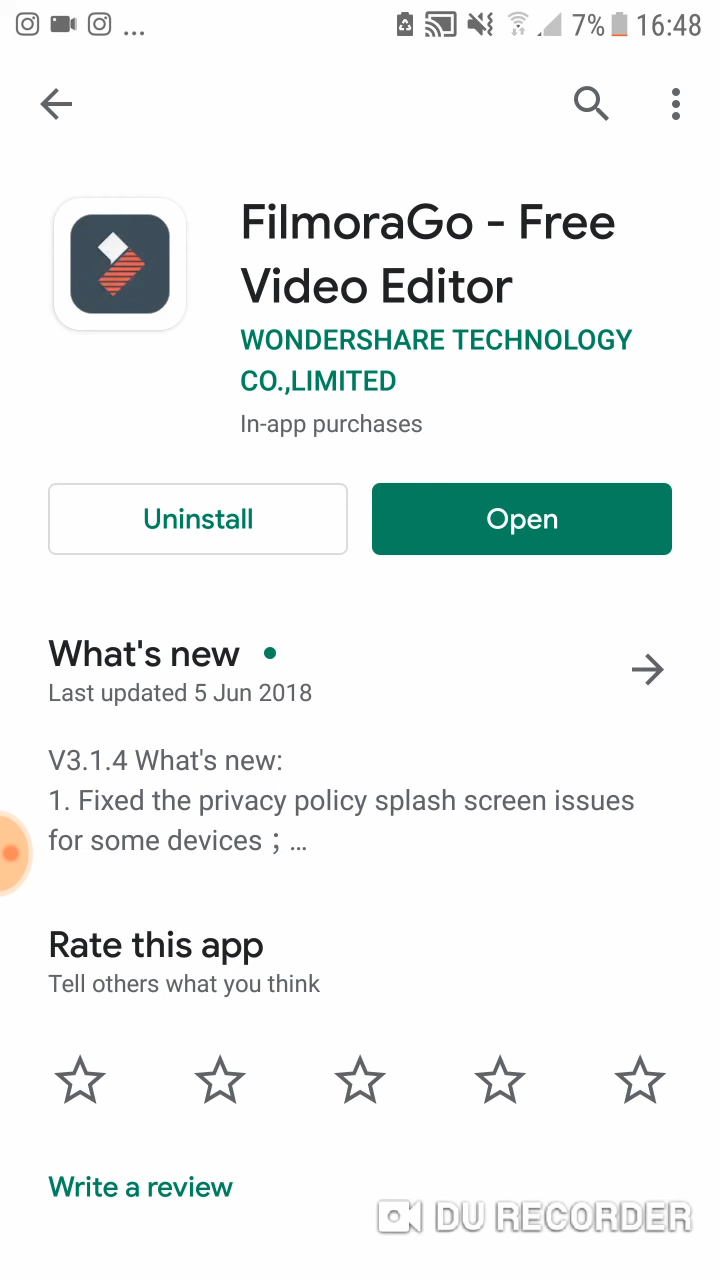 ... 7% 16:48
FilmoraGo - Free
Video Editor
WONDERSHARE TECHNOLOGY
CO.,LIMITED
In-app purchases
Uninstall
Open
What's new
Last updated 5 Jun 2018
V3.1.4 What's new:
1. Fixed the privacy policy splash screen issues
for some devices；...
Rate this app
Tell others what you think
Write a review
DU RECORDER